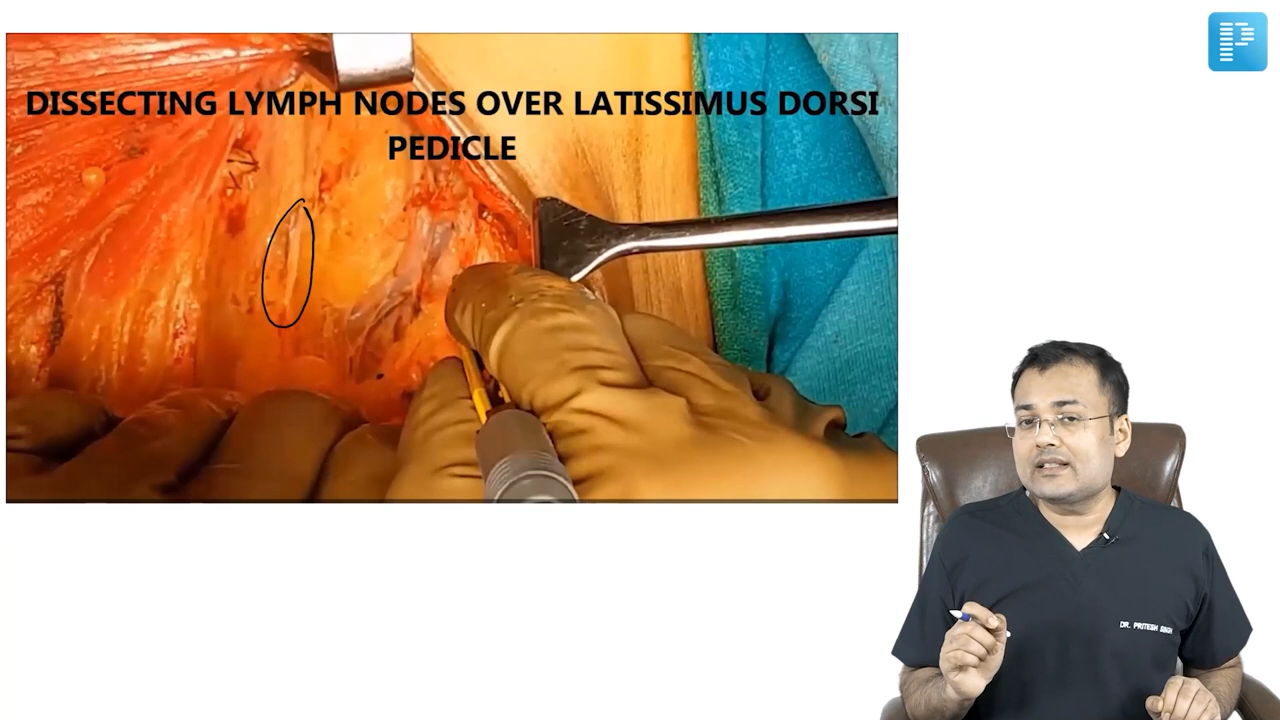 DISSECTING LYMPH NODES OVER LATISSIMUS DORSI
PEDICLE
DR. PRITESH SINGH